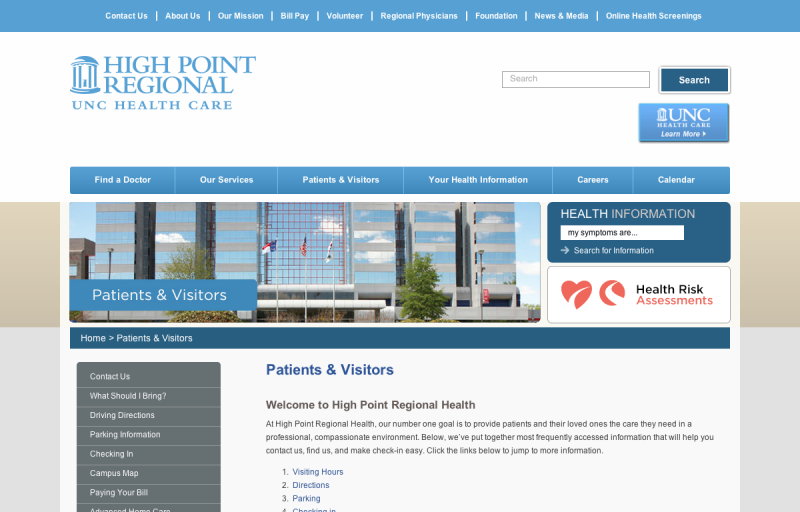 Contact Us | About Us | Our Mission | Bill Pay | Volunteer | Regional Physicians | Foundation | News & Media | Online Health Screenings
HIGH POINT
REGIONAL
UNC HEALTH CARE
Search
Search
UNC
HEALTH CARE
Learn More
Find a Doctor
Our Services
Patients & Visitors
Your Health Information
Careers
Calendar
Patients & Visitors
HEALTH INFORMATION
my symptoms are...
Search for Information
Health Risk
Assessments
Home > Patients & Visitors
Contact Us
What Should I Bring?
Driving Directions
Parking Information
Checking In
Campus Map
Paying Your Bill
Advanced Home Care
Patients & Visitors
Welcome to High Point Regional Health
At High Point Regional Health, our number one goal is to provide patients and their loved ones the care they need in a
professional, compassionate environment. Below, we've put together most frequently accessed information that will help you
contact us, find us, and make check-in easy. Click the links below to jump to more information.
1. Visiting Hours
2. Directions
3. Parking
4. Checking in